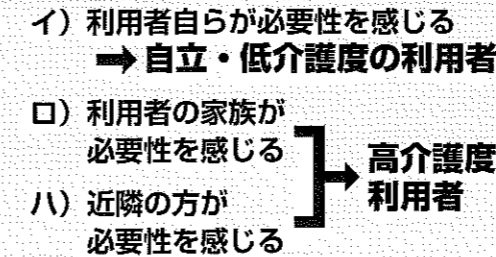 イ）利用者自らが必要性を感じる
➡自立・低介護度の利用者
ロ）利用者の家族が
必要性を感じる
ハ）近隣の方が
必要性を感じる
高介護度
利用者